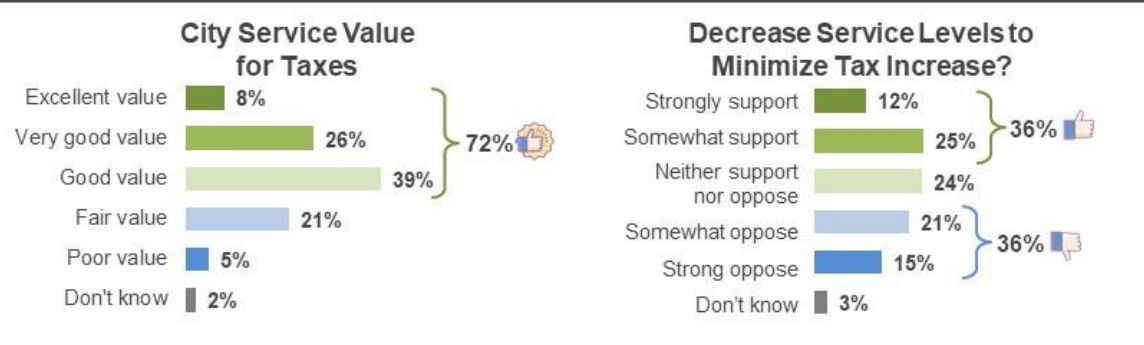 City Service Value
for Taxes
Excellent value 8%
Very good value 26%
Good value 39%
72%
Fair value 21%
Poor value 5%
Don't know 2%
Decrease Service Levels to
Minimize Tax Increase?
Strongly support 12%
Somewhat support 25%
36%
Neither support
nor oppose 24%
Somewhat oppose 21%
Strong oppose 15%
36%
Don't know 3%